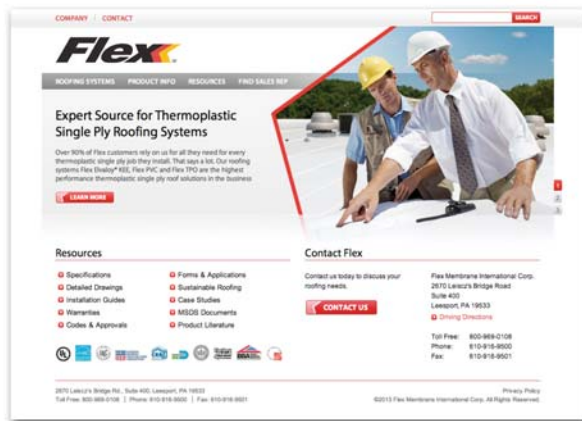 COMPANY | CONTACT
SEARCH
Flex
ROOFING SYSTEMS PRODUCT INFO RESOURCES FIND SALES REP
Expert Source for Thermoplastic
Single Ply Roofing Systems
Over 90% of Flex customers rely on us for all they need for every
thermoplastic single ply job they install. That says a lot. Our roofing
systems Flex Elvaloy® KEE, Flex PVC and Flex TPO are the highest
performance thermoplastic single ply roof solutions in the business
LEARN MORE
1
2
3
Resources
Specifications
Detailed Drawings
Installation Guides
Warranties
Codes & Approvals
Forms & Applications
Sustainable Roofing
Case Studies
MSDS Documents
Product Literature
Contact Flex
Contact us today to discuss your
roofing needs.
CONTACT US
Flex Membrane International Corp.
2670 Leiscz's Bridge Road
Suite 400
Leesport, PA 19533
Driving Directions
Toll Free: 800-969-0108
Phone: 610-916-9500
Fax: 610-916-9501
UL
BBA
2670 Leiscz's Bridge Rd., Suite 400, Leesport, PA 19533
Toll Free: 800-969-0108 | Phone: 610-916-9500 | Fax: 610-916-9501
Privacy Policy
©2013 Flex Membrane International Corp. All Rights Reserved.